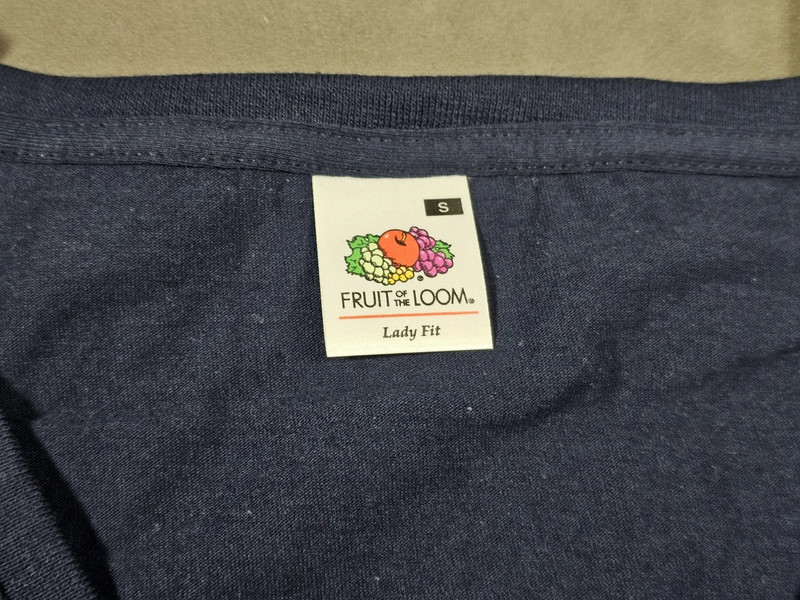 S
FRUIT OF THE LOOM®
Lady Fit